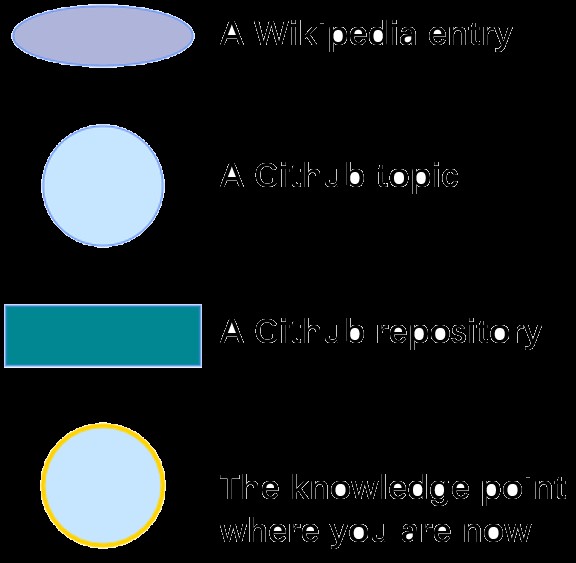 A Wikipedia entry
A Github topic
A Github repository
The knowledge point
where you are now